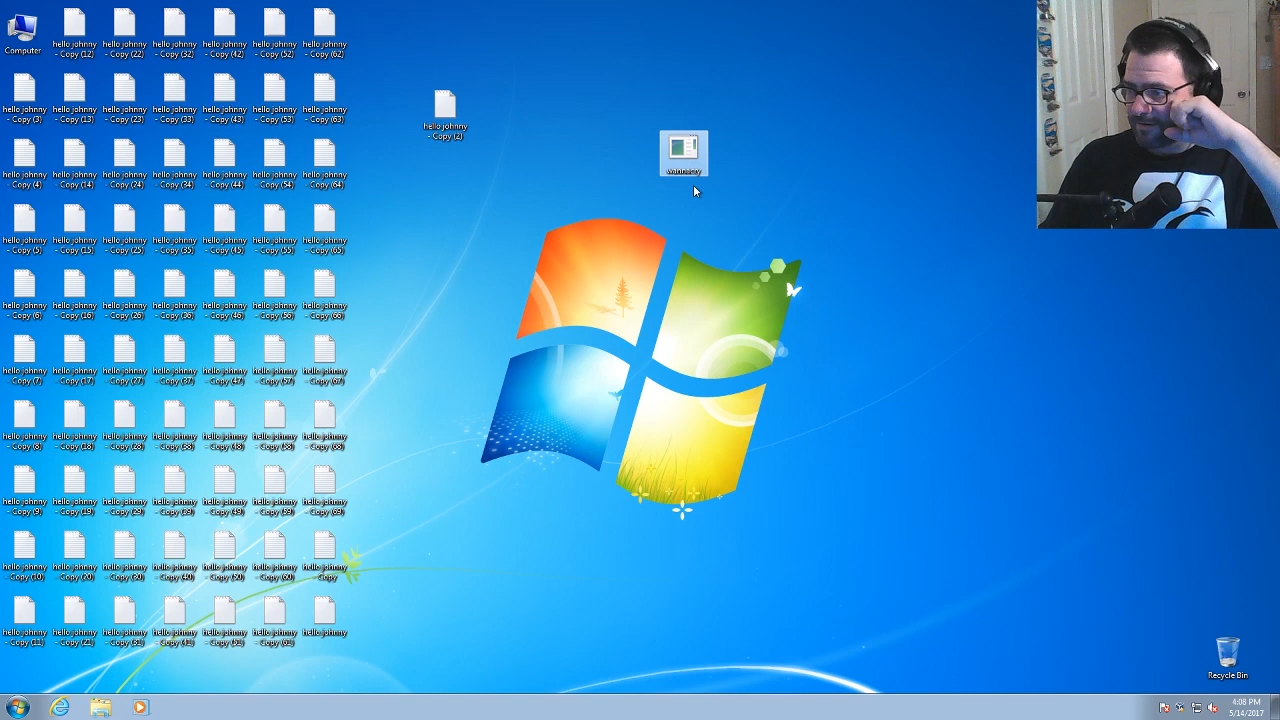 Computer
hello johnny
- Copy (12)
hello johnny
- Copy (22)
hello johnny
- Copy (32)
hello johnny
- Copy (42)
hello johnny
- Copy (52)
hello johnny
- Copy (62)
hello johnny
- Copy (3)
hello johnny
- Copy (13)
hello johnny
- Copy (23)
hello johnny
- Copy (33)
hello johnny
- Copy (43)
hello johnny
- Copy (53)
hello johnny
- Copy (63)
hello johnny
- Copy (2)
wannacry
hello johnny
- Copy (4)
hello johnny
- Copy (14)
hello johnny
- Copy (24)
hello johnny
- Copy (34)
hello johnny
- Copy (44)
hello johnny
- Copy (54)
hello johnny
- Copy (64)
hello johnny
- Copy (5)
hello johnny
- Copy (15)
hello johnny
- Copy (25)
hello johnny
- Copy (35)
hello johnny
- Copy (45)
hello johnny
- Copy (55)
hello johnny
- Copy (65)
hello johnny
- Copy (6)
hello johnny
- Copy (16)
hello johnny
- Copy (26)
hello johnny
- Copy (36)
hello johnny
- Copy (46)
hello johnny
- Copy (56)
hello johnny
- Copy (66)
hello johnny
- Copy (7)
hello johnny
- Copy (17)
hello johnny
- Copy (27)
hello johnny
- Copy (37)
hello johnny
- Copy (47)
hello johnny
- Copy (57)
hello johnny
- Copy (67)
hello johnny
- Copy (8)
hello johnny
- Copy (18)
hello johnny
- Copy (28)
hello johnny
- Copy (38)
hello johnny
- Copy (48)
hello johnny
- Copy (58)
hello johnny
- Copy (68)
hello johnny
- Copy (9)
hello johnny
- Copy (19)
hello johnny
- Copy (29)
hello johnny
- Copy (39)
hello johnny
- Copy (49)
hello johnny
- Copy (59)
hello johnny
- Copy (69)
hello johnny
- Copy (10)
hello johnny
- Copy (20)
hello johnny
- Copy (30)
hello johnny
- Copy (40)
hello johnny
- Copy (50)
hello johnny
- Copy (60)
hello johnny
- Copy
hello johnny
- Copy (11)
hello johnny
- Copy (21)
hello johnny
- Copy (31)
hello johnny
- Copy (41)
hello johnny
- Copy (51)
hello johnny
- Copy (61)
hello johnny
Recycle Bin
4:08 PM
5/14/2017